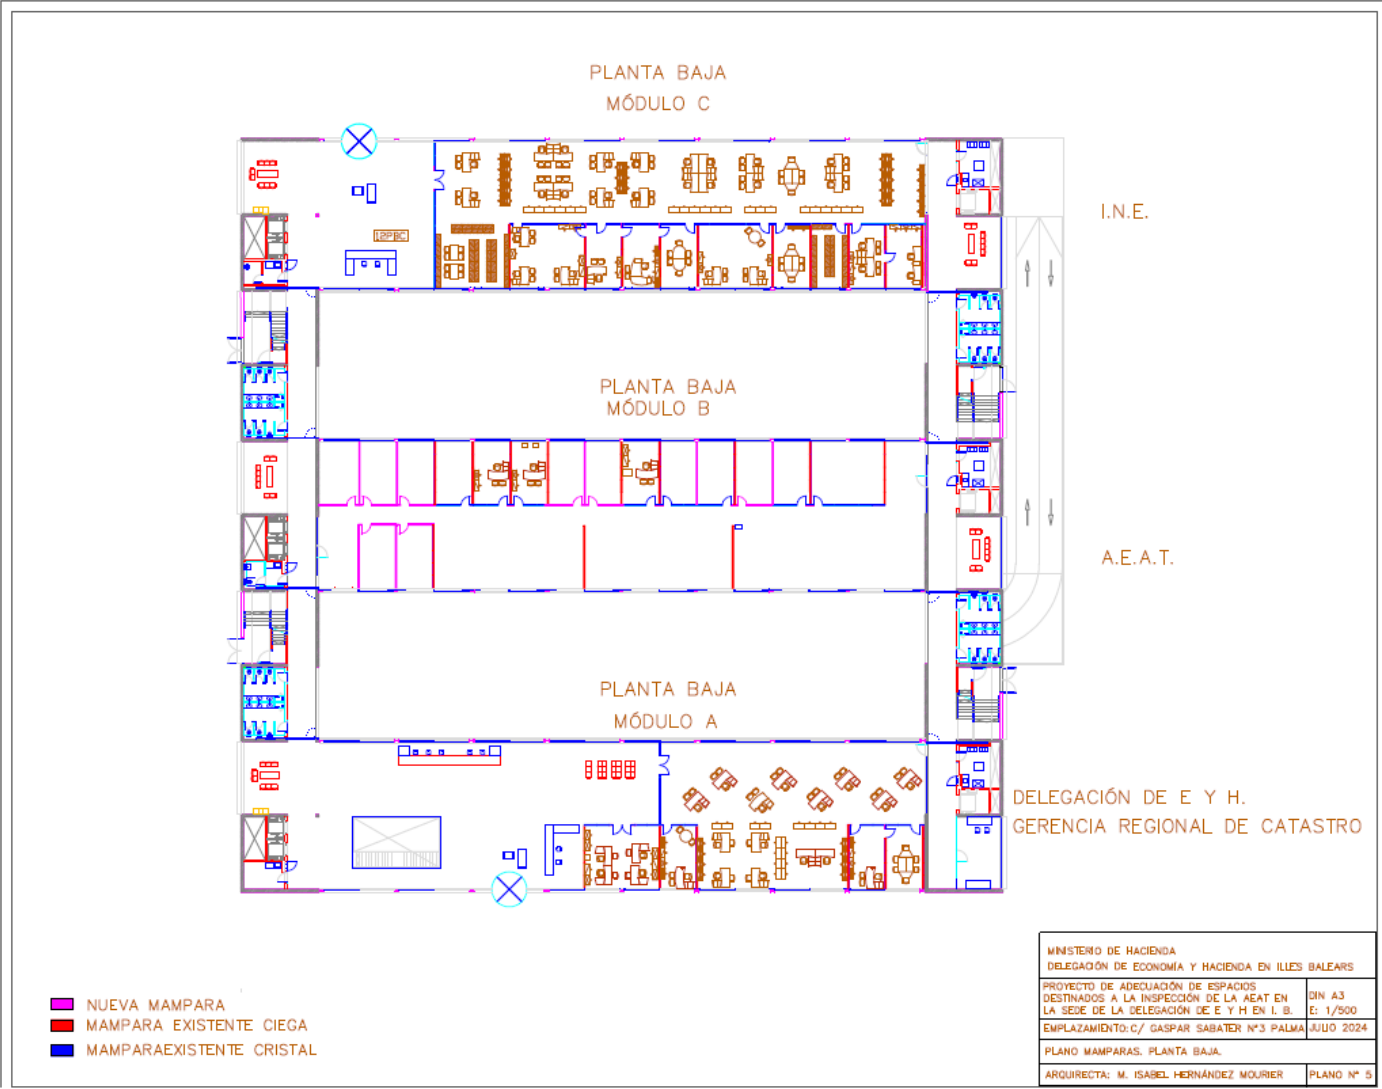 PLANTA BAJA
MÓDULO C
I.N.E.
12PBC
PLANTA BAJA
MÓDULO B
A.E.A.T.
PLANTA BAJA
MÓDULO A
DELEGACIÓN DE E Y H.
GERENCIA REGIONAL DE CATASTRO
NUEVA MAMPARA
MAMPARA EXISTENTE CIEGA
MAMPARAEXISTENTE CRISTAL
MINISTERIO DE HACIENDA
DELEGACIÓN DE ECONOMÍA Y HACIENDA EN ILLES BALEARS
PROYECTO DE ADECUACIÓN DE ESPACIOS
DESTINADOS A LA INSPECCIÓN DE LA AEAT EN
LA SEDE DE LA DELEGACIÓN DE E Y H EN I. B.
DIN A3
E: 1/500
EMPLAZAMIENTO: C/ GASPAR SABATER Nº3 PALMA
JULIO 2024
PLANO MAMPARAS. PLANTA BAJA.
ARQUIRECTA: M. ISABEL HERNÁNDEZ MOURIER
PLANO Nº 5